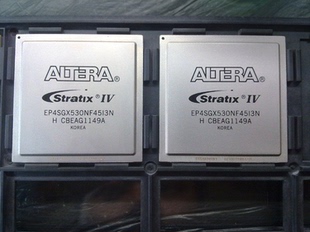 ALTERA®
Stratix® IV
EP4SGX530NF45I3N
H CBEAG1149A
KOREA
ALTERA®
Stratix® IV
EP4SGX530NF45I3N
H CBEAG1149A
KOREA